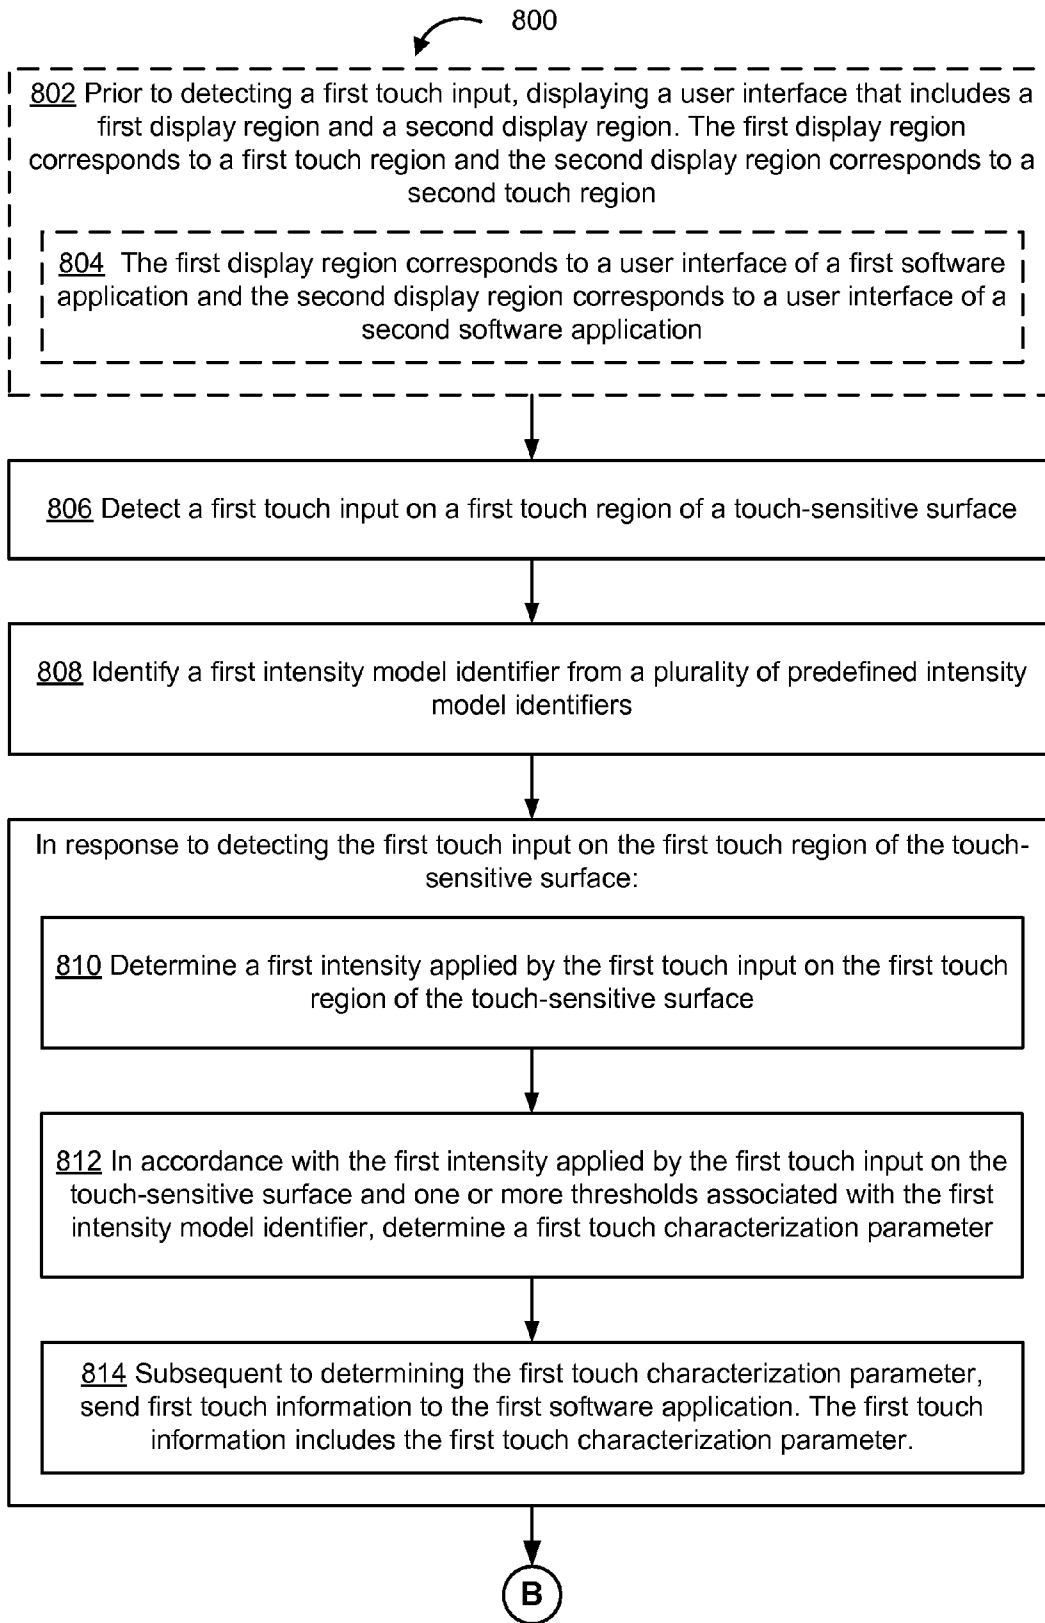 800
802 Prior to detecting a first touch input, displaying a user interface that includes a
first display region and a second display region. The first display region
corresponds to a first touch region and the second display region corresponds to a
second touch region
804 The first display region corresponds to a user interface of a first software
application and the second display region corresponds to a user interface of a
second software application
806 Detect a first touch input on a first touch region of a touch-sensitive surface
808 Identify a first intensity model identifier from a plurality of predefined intensity
model identifiers
In response to detecting the first touch input on the first touch region of the touch-
sensitive surface:
810 Determine a first intensity applied by the first touch input on the first touch
region of the touch-sensitive surface
812 In accordance with the first intensity applied by the first touch input on the
touch-sensitive surface and one or more thresholds associated with the first
intensity model identifier, determine a first touch characterization parameter
814 Subsequent to determining the first touch characterization parameter,
send first touch information to the first software application. The first touch
information includes the first touch characterization parameter.
B